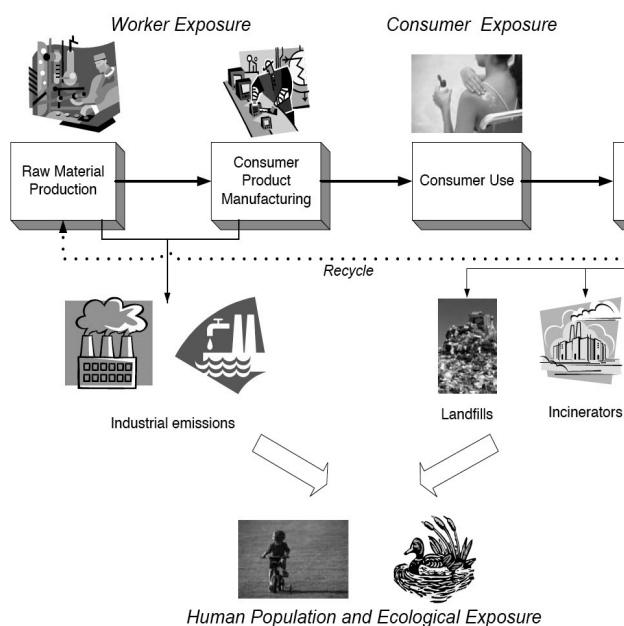 Worker Exposure
Consumer Exposure
Raw Material
Production
Consumer
Product
Manufacturing
Consumer Use
Recycle
Industrial emissions
Landfills
Incinerators
Human Population and Ecological Exposure